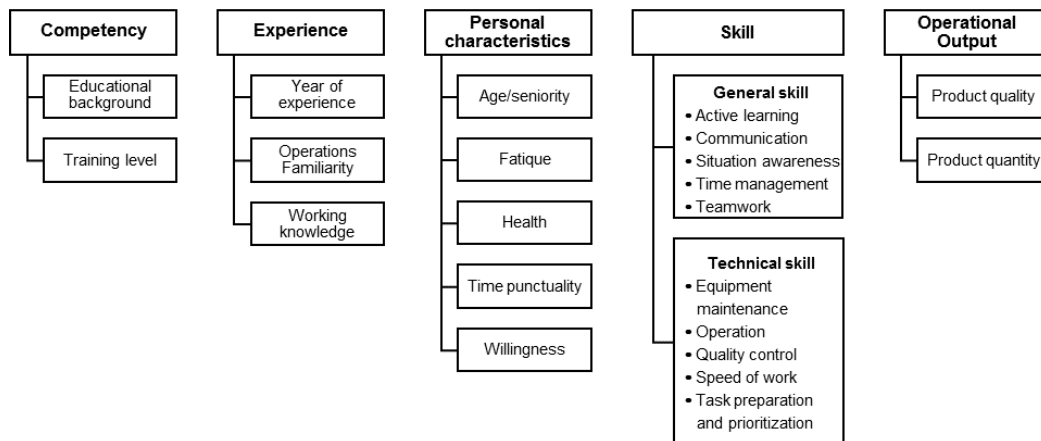 Competency
Educational
background
Training level
Experience
Year of
experience
Operations
Familiarity
Working
knowledge
Personal
characteristics
Age/seniority
Fatique
Health
Time punctuality
Willingness
Skill
General skill
• Active learning
• Communication
• Situation awareness
• Time management
• Teamwork
Technical skill
• Equipment
maintenance
• Operation
• Quality control
• Speed of work
• Task preparation
and prioritization
Operational
Output
Product quality
Product quantity